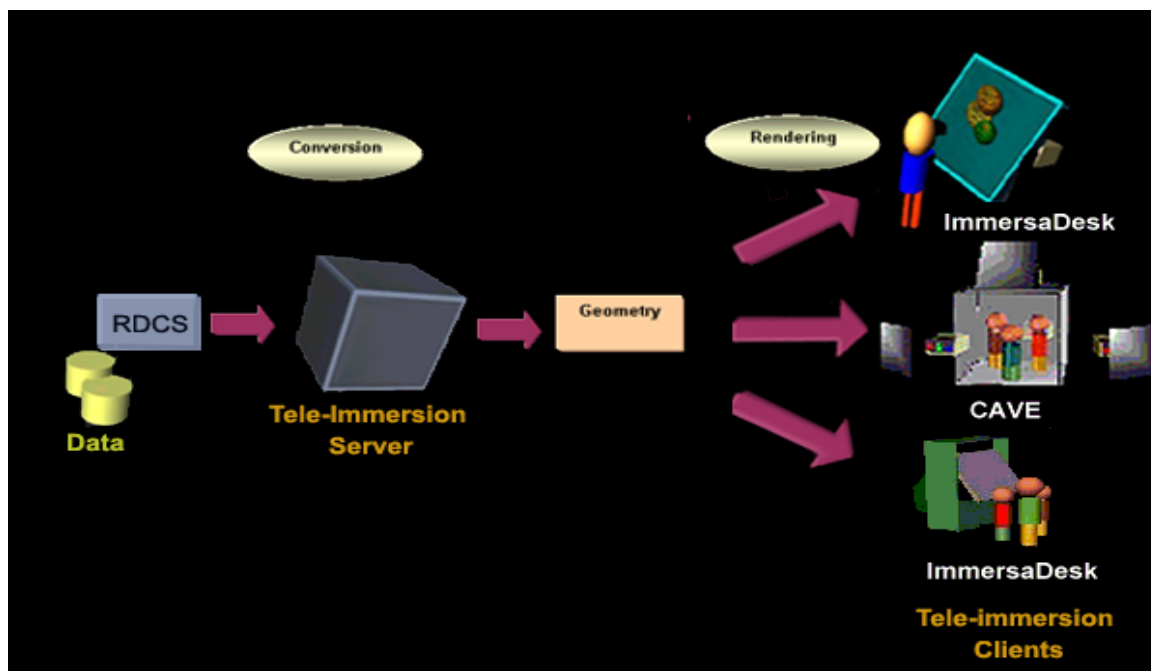 Conversion
Rendering
ImmersaDesk
RDCS
Geometry
Data
Tele-Immersion
Server
CAVE
ImmersaDesk
Tele-immersion
Clients